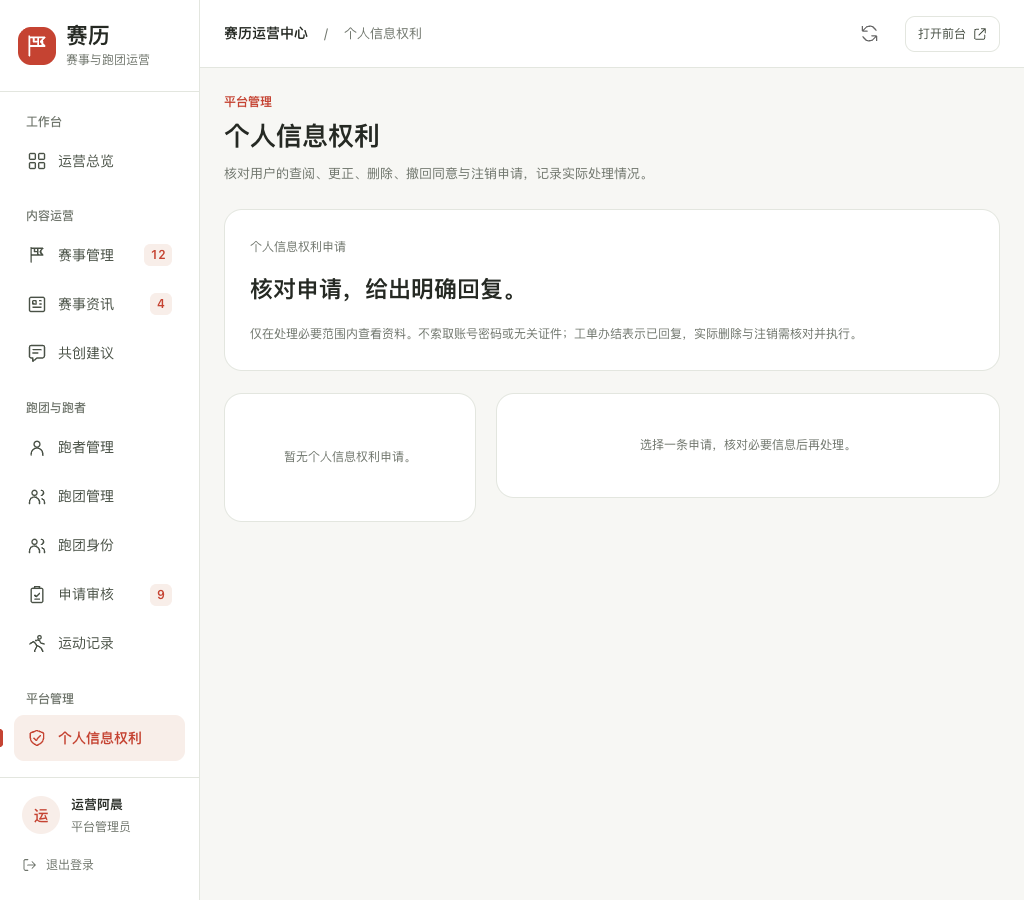 赛历
赛事与跑团运营
工作台
运营总览
内容运营
赛事管理 12
赛事资讯 4
共创建议
跑团与跑者
跑者管理
跑团管理
跑团身份
申请审核 9
运动记录
平台管理
个人信息权利
运
运营阿晨
平台管理员
退出登录
赛历运营中心 / 个人信息权利
打开前台
平台管理
个人信息权利
核对用户的查阅、更正、删除、撤回同意与注销申请，记录实际处理情况。
个人信息权利申请
核对申请，给出明确回复。
仅在处理必要范围内查看资料。不索取账号密码或无关证件；工单办结表示已回复，实际删除与注销需核对并执行。
暂无个人信息权利申请。
选择一条申请，核对必要信息后再处理。